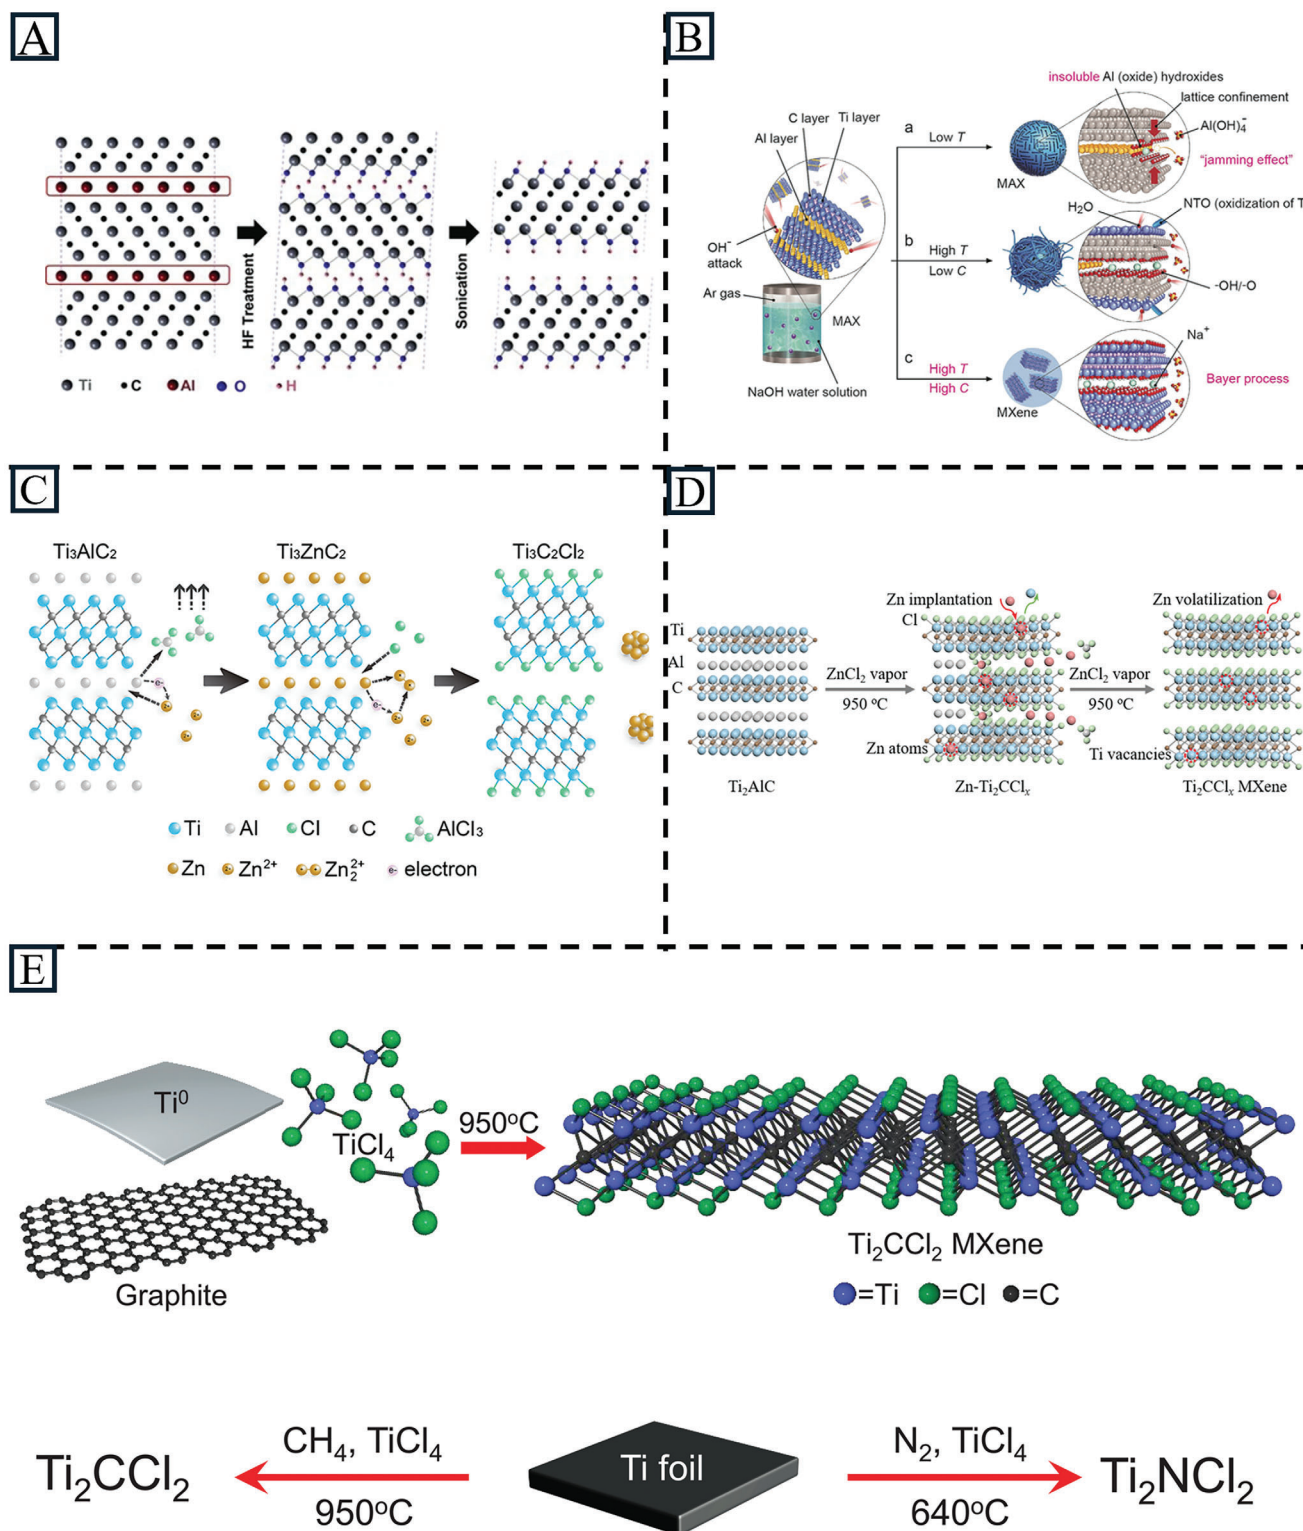 A
HF Treatment
Sonication
Ti C Al O H
B
insoluble Al (oxide) hydroxides
lattice confinement
C layer Ti layer
Al layer
a
Low T
Al(OH)₄⁻
"jamming effect"
MAX
H₂O
NTO (oxidization of T
OH⁻
attack
b
High T
Low C
-OH/-O
Ar gas
MAX
c
High T
High C
Na⁺
Bayer process
NaOH water solution
MXene
C
Ti₃AlC₂ Ti₃ZnC₂ Ti₃C₂Cl₂
e-
e-
Ti Al Cl C AlCl₃
Zn Zn²⁺ Zn₂²⁺ electron
D
Zn implantation
Zn volatilization
Cl
Ti
Al
C
ZnCl₂ vapor
950 °C
ZnCl₂ vapor
950 °C
Zn atoms
Ti vacancies
Ti₂AlC Zn-Ti₂CClₓ Ti₂CClₓ MXene
E
Ti⁰
TiCl₄
950°C
Graphite
Ti₂CCl₂ MXene
=Ti =Cl =C
Ti₂CCl₂
CH₄, TiCl₄
950°C
Ti foil
N₂, TiCl₄
640°C
Ti₂NCl₂